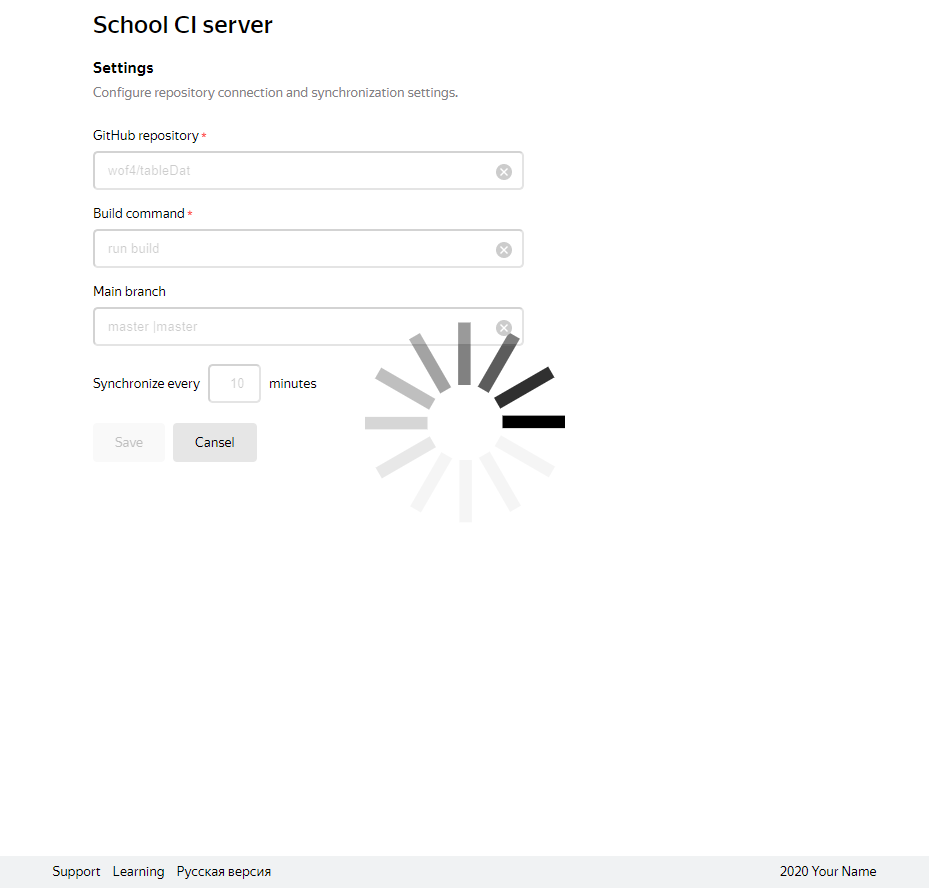 School CI server
Settings
Configure repository connection and synchronization settings.
GitHub repository *
wof4/tableDat
Build command *
run build
Main branch
master |master
Synchronize every 10 minutes
Save Cansel
Support Learning Русская версия 2020 Your Name